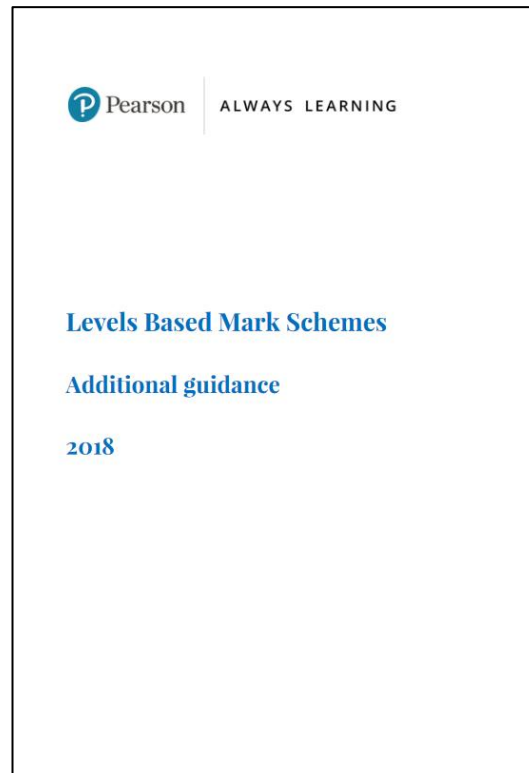 Pearson
ALWAYS LEARNING
Levels Based Mark Schemes
Additional guidance
2018